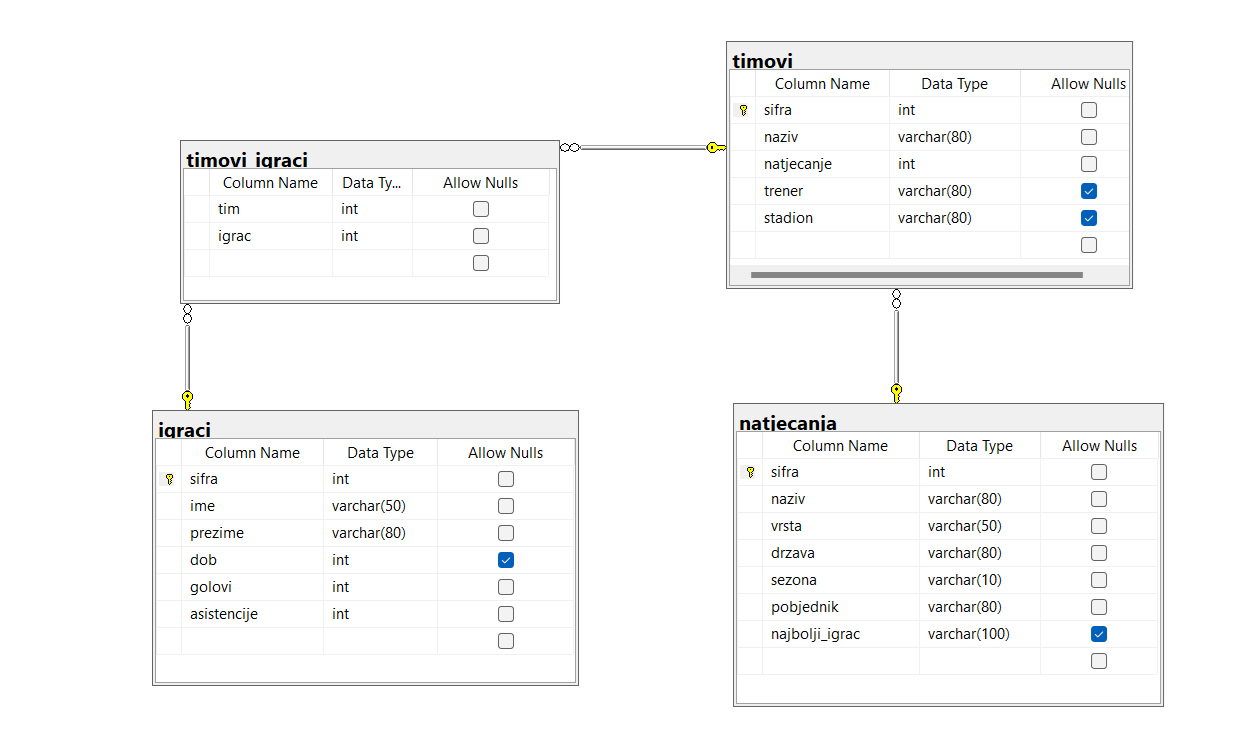 timovi
Column Name Data Type Allow Nulls
sifra int
naziv varchar(80)
natjecanje int
trener varchar(80)
stadion varchar(80)
timovi_igraci
Column Name Data Ty... Allow Nulls
tim int
igrac int
igraci
Column Name Data Type Allow Nulls
sifra int
ime varchar(50)
prezime varchar(80)
dob int
golovi int
asistencije int
natjecanja
Column Name Data Type Allow Nulls
sifra int
naziv varchar(80)
vrsta varchar(50)
drzava varchar(80)
sezona varchar(10)
pobjednik varchar(80)
najbolji_igrac varchar(100)